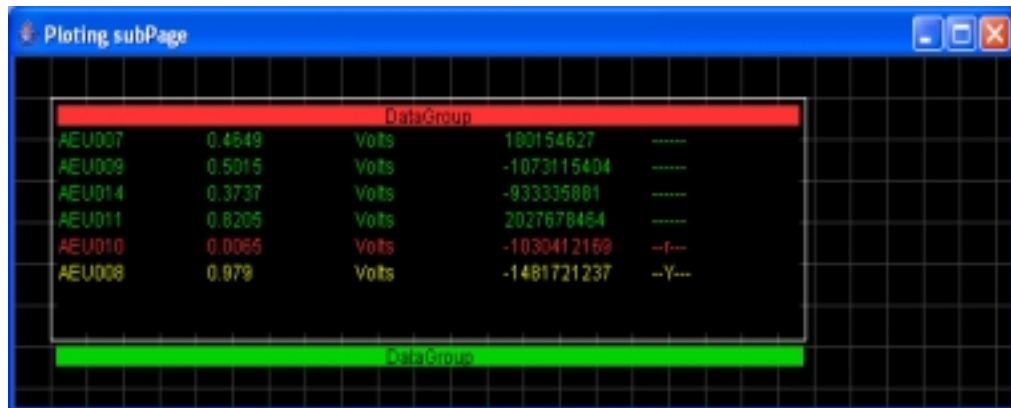 Ploting subPage
DataGroup
AEU007 0.4649 Volts 180154627 ------
AEU009 0.5015 Volts -1073115404 ------
AEU014 0.3737 Volts -933335881 ------
AEU011 0.8205 Volts 2027678464 ------
AEU010 0.0065 Volts -1030412169 --r---
AEU008 0.979 Volts -1481721237 --Y---
DataGroup